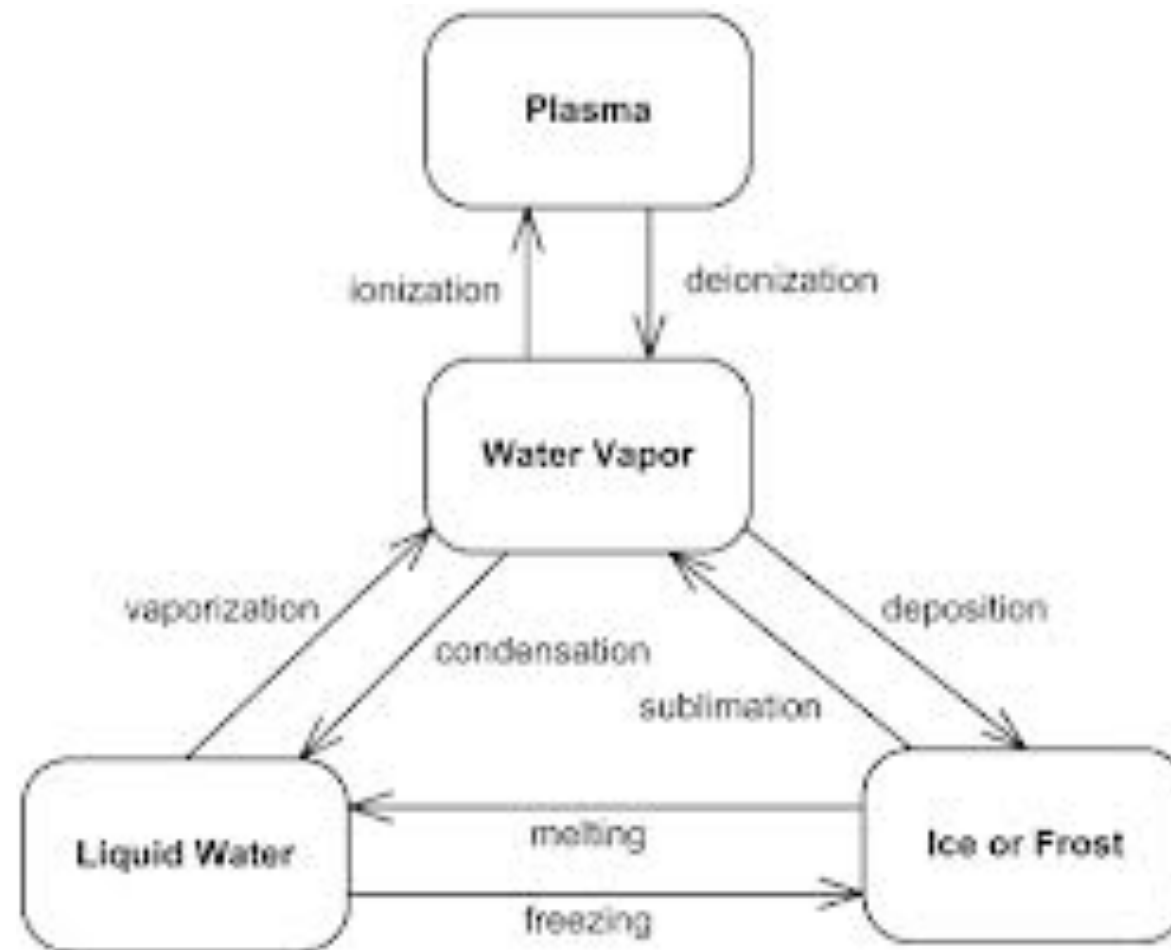 Plasma
ionization
deionization
Water Vapor
vaporization
deposition
condensation
sublimation
melting
Liquid Water
Ice or Frost
freezing